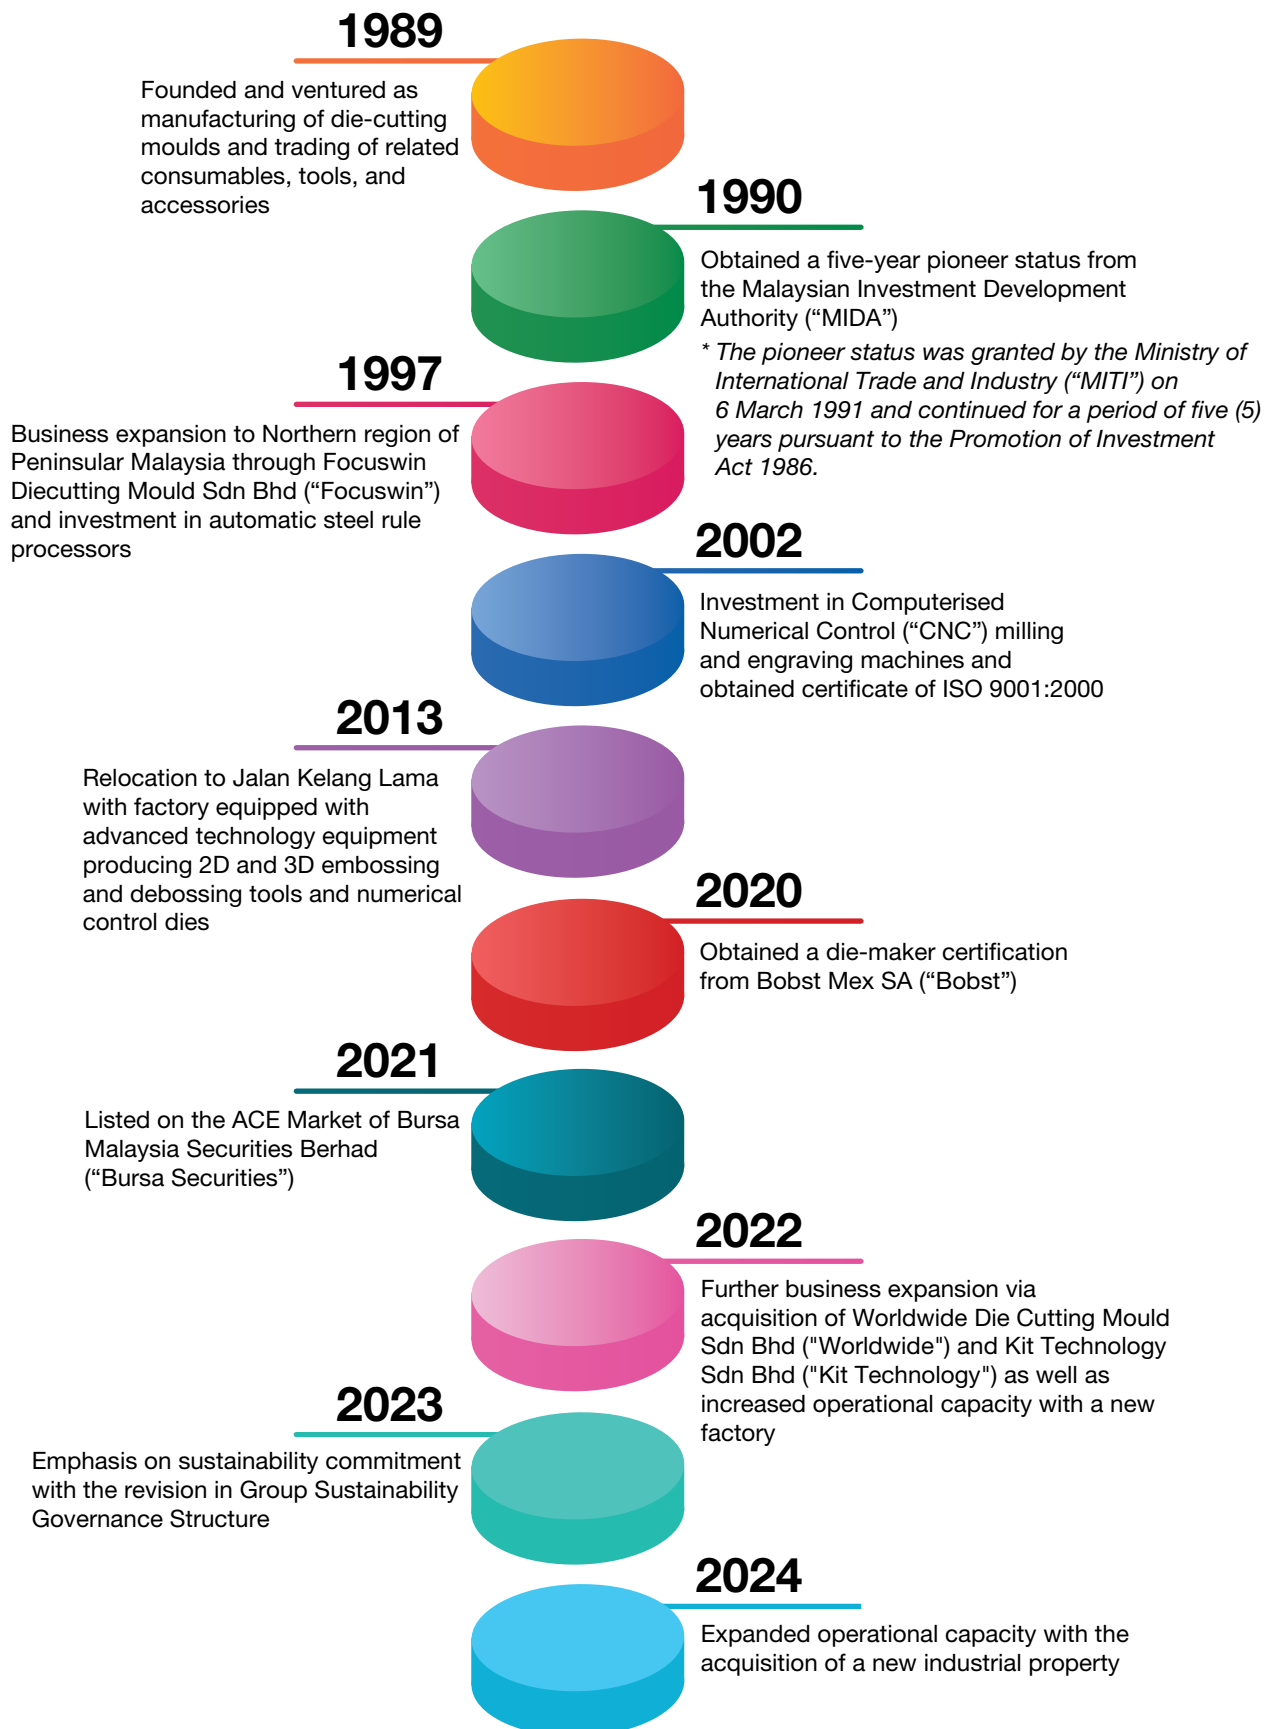 1989
Founded and ventured as
manufacturing of die-cutting
moulds and trading of related
consumables, tools, and
accessories
1990
Obtained a five-year pioneer status from
the Malaysian Investment Development
Authority (“MIDA”)
* The pioneer status was granted by the Ministry of
International Trade and Industry (“MITI”) on
6 March 1991 and continued for a period of five (5)
years pursuant to the Promotion of Investment
Act 1986.
1997
Business expansion to Northern region of
Peninsular Malaysia through Focuswin
Diecutting Mould Sdn Bhd (“Focuswin”)
and investment in automatic steel rule
processors
2002
Investment in Computerised
Numerical Control (“CNC”) milling
and engraving machines and
obtained certificate of ISO 9001:2000
2013
Relocation to Jalan Kelang Lama
with factory equipped with
advanced technology equipment
producing 2D and 3D embossing
and debossing tools and numerical
control dies
2020
Obtained a die-maker certification
from Bobst Mex SA (“Bobst”)
2021
Listed on the ACE Market of Bursa
Malaysia Securities Berhad
(“Bursa Securities”)
2022
Further business expansion via
acquisition of Worldwide Die Cutting Mould
Sdn Bhd ("Worldwide") and Kit Technology
Sdn Bhd ("Kit Technology") as well as
increased operational capacity with a new
factory
2023
Emphasis on sustainability commitment
with the revision in Group Sustainability
Governance Structure
2024
Expanded operational capacity with the
acquisition of a new industrial property